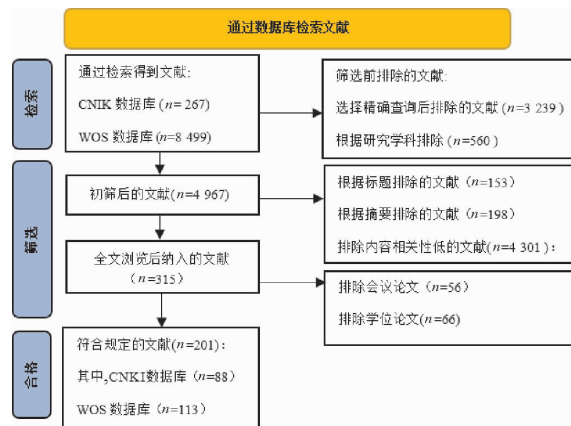 通过数据库检索文献
检索
通过检索得到文献:
CNIK 数据库（n= 267)
WOS 数据库（n=8 499）
筛选前排除的文献:
选择精确查询后排除的文献（n=3 239 ）
根据研究学科排除（n=560 ）
筛选
初筛后的文献(n=4 967)
根据标题排除的文献（n=153）
根据摘要排除的文献（n=198）
排除内容相关性低的文献(n=4 301)：
全文浏览后纳入的文献
（n=315）
排除会议论文（n=56）
排除学位论文(n=66)
合格
符合规定的文献(n=201)：
其中,CNKI数据库（n=88）
WOS 数据库（n=113）